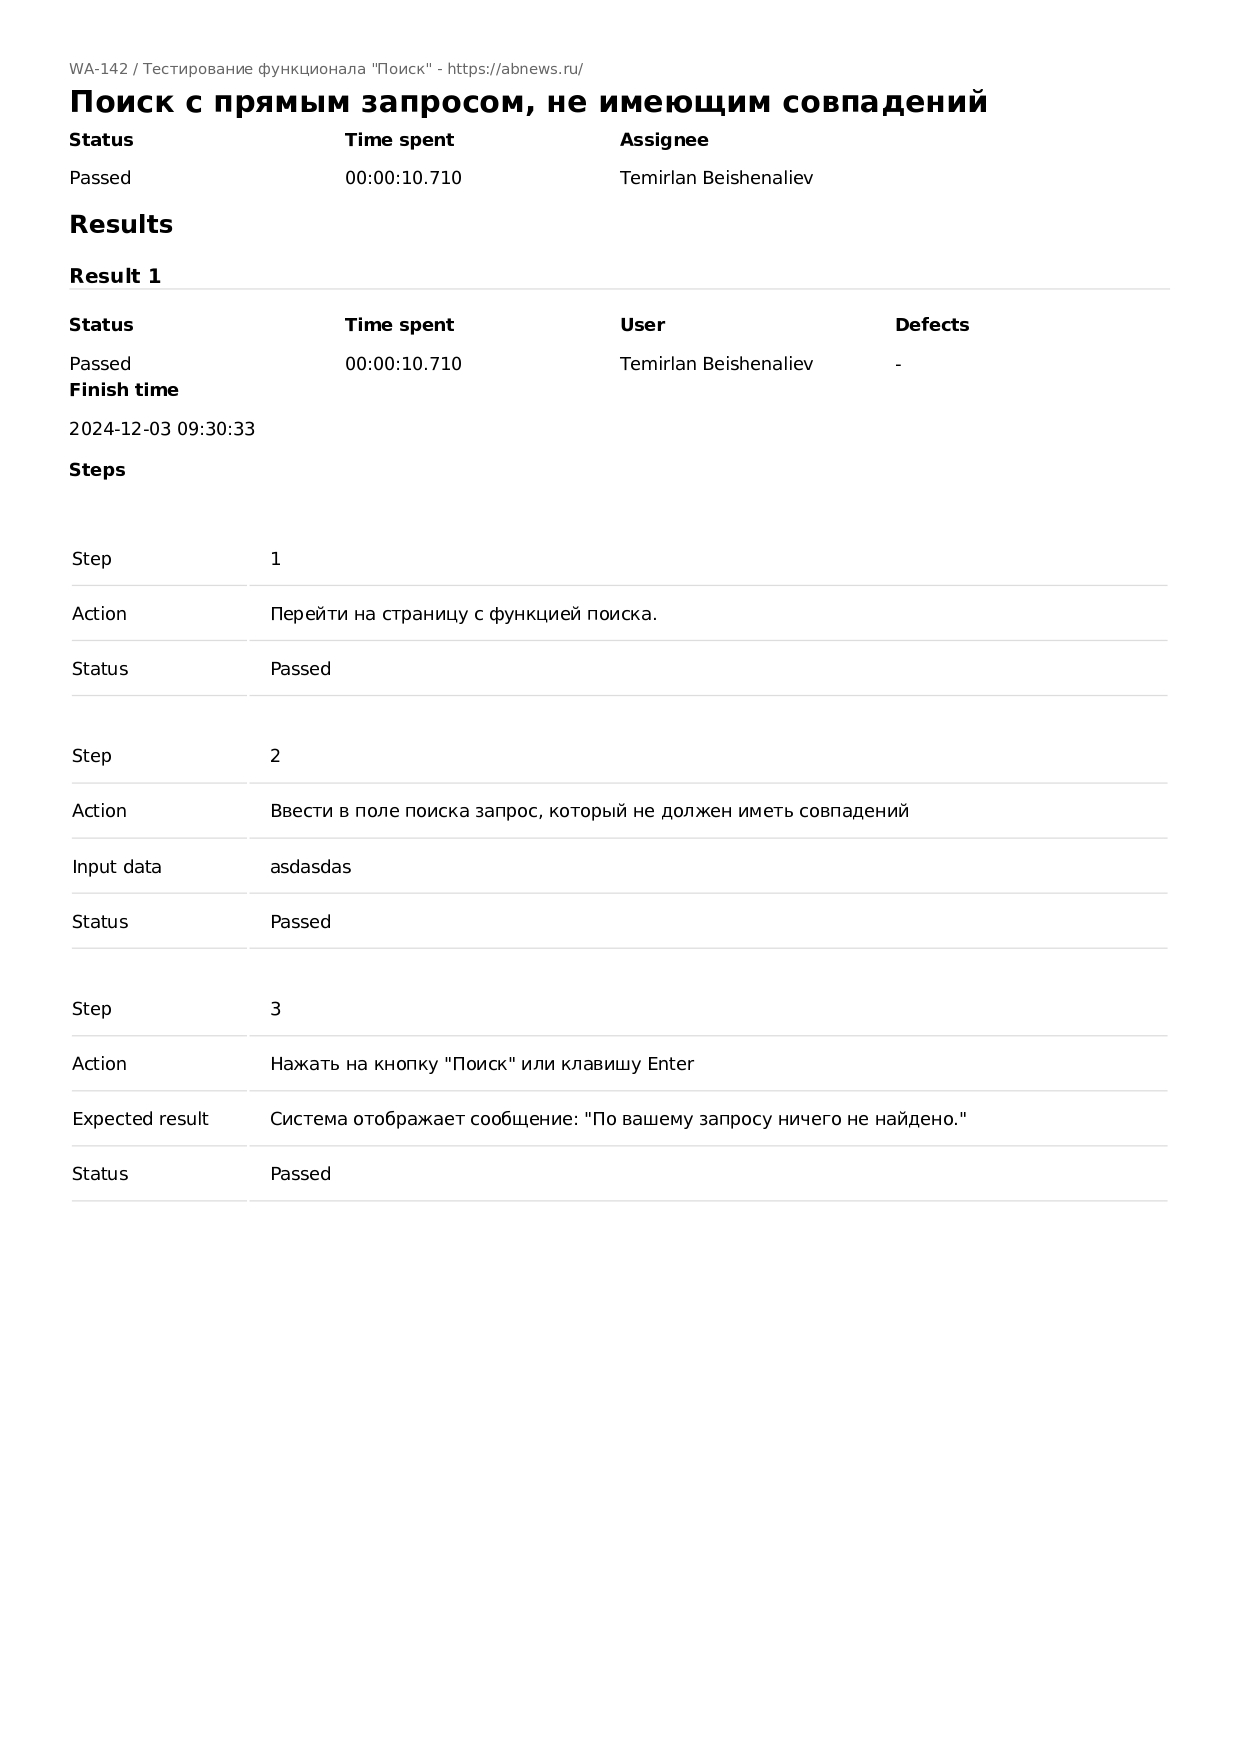 WA-142 / Тестирование функционала "Поиск" - https://abnews.ru/
Поиск с прямым запросом, не имеющим совпадений
Status Time spent Assignee
Passed 00:00:10.710 Temirlan Beishenaliev
Results
Result 1
Status Time spent User Defects
Passed 00:00:10.710 Temirlan Beishenaliev -
Finish time
2024-12-03 09:30:33
Steps
Step 1
Action Перейти на страницу с функцией поиска.
Status Passed
Step 2
Action Ввести в поле поиска запрос, который не должен иметь совпадений
Input data asdasdas
Status Passed
Step 3
Action Нажать на кнопку "Поиск" или клавишу Enter
Expected result Система отображает сообщение: "По вашему запросу ничего не найдено."
Status Passed